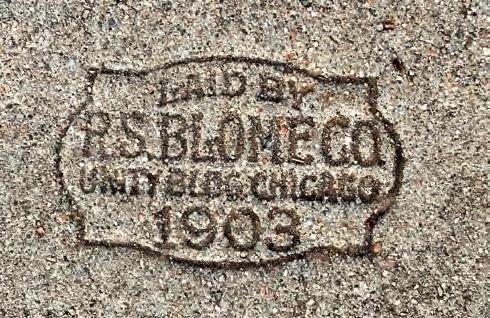 LAID BY
R.S. BLOME CO
UNITY BLDG. CHICAGO
1903